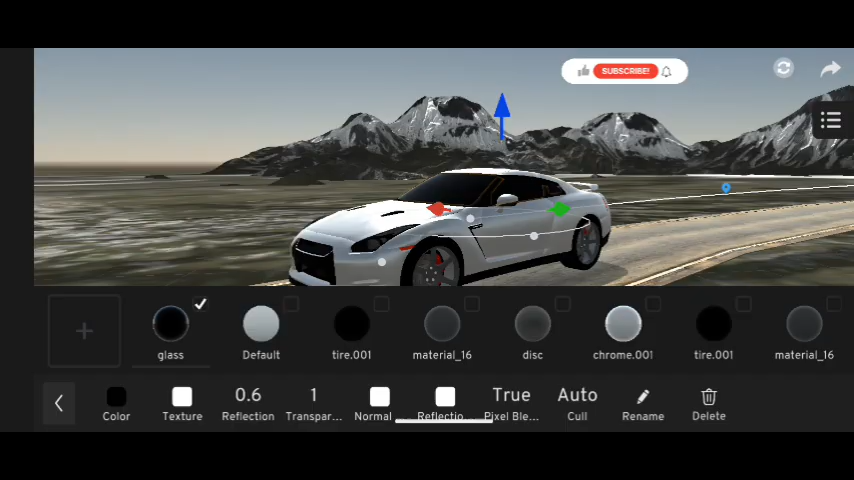 SUBSCRIBE!
glass
Default
tire.001
material_16
disc
chrome.001
tire.001
material_16
0.6
1
True
Auto
Color
Texture
Reflection
Transpar...
Normal
Reflectio...
Pixel Ble...
Cull
Rename
Delete